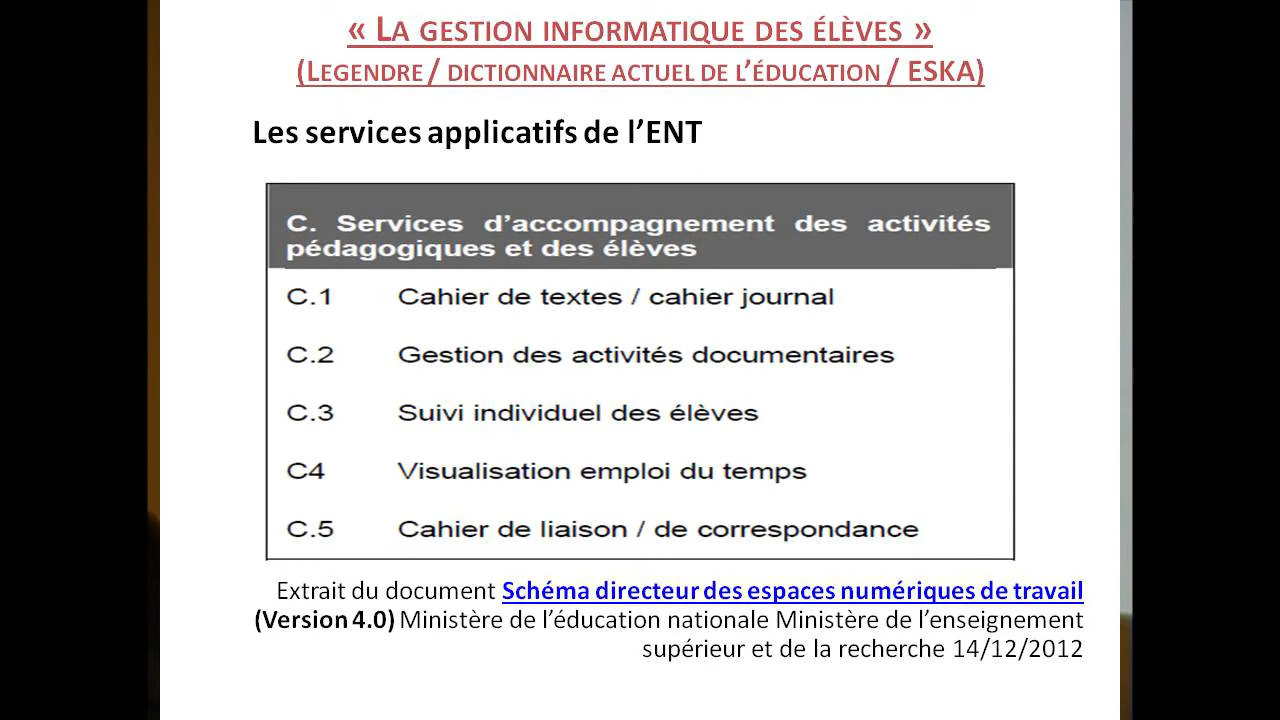 « LA GESTION INFORMATIQUE DES ÉLÈVES »
(LEGENDRE / DICTIONNAIRE ACTUEL DE L’ÉDUCATION / ESKA)
Les services applicatifs de l’ENT
C. Services d’accompagnement des activités
pédagogiques et des élèves
C.1 Cahier de textes / cahier journal
C.2 Gestion des activités documentaires
C.3 Suivi individuel des élèves
C4 Visualisation emploi du temps
C.5 Cahier de liaison / de correspondance
Extrait du document Schéma directeur des espaces numériques de travail
(Version 4.0) Ministère de l’éducation nationale Ministère de l’enseignement
supérieur et de la recherche 14/12/2012